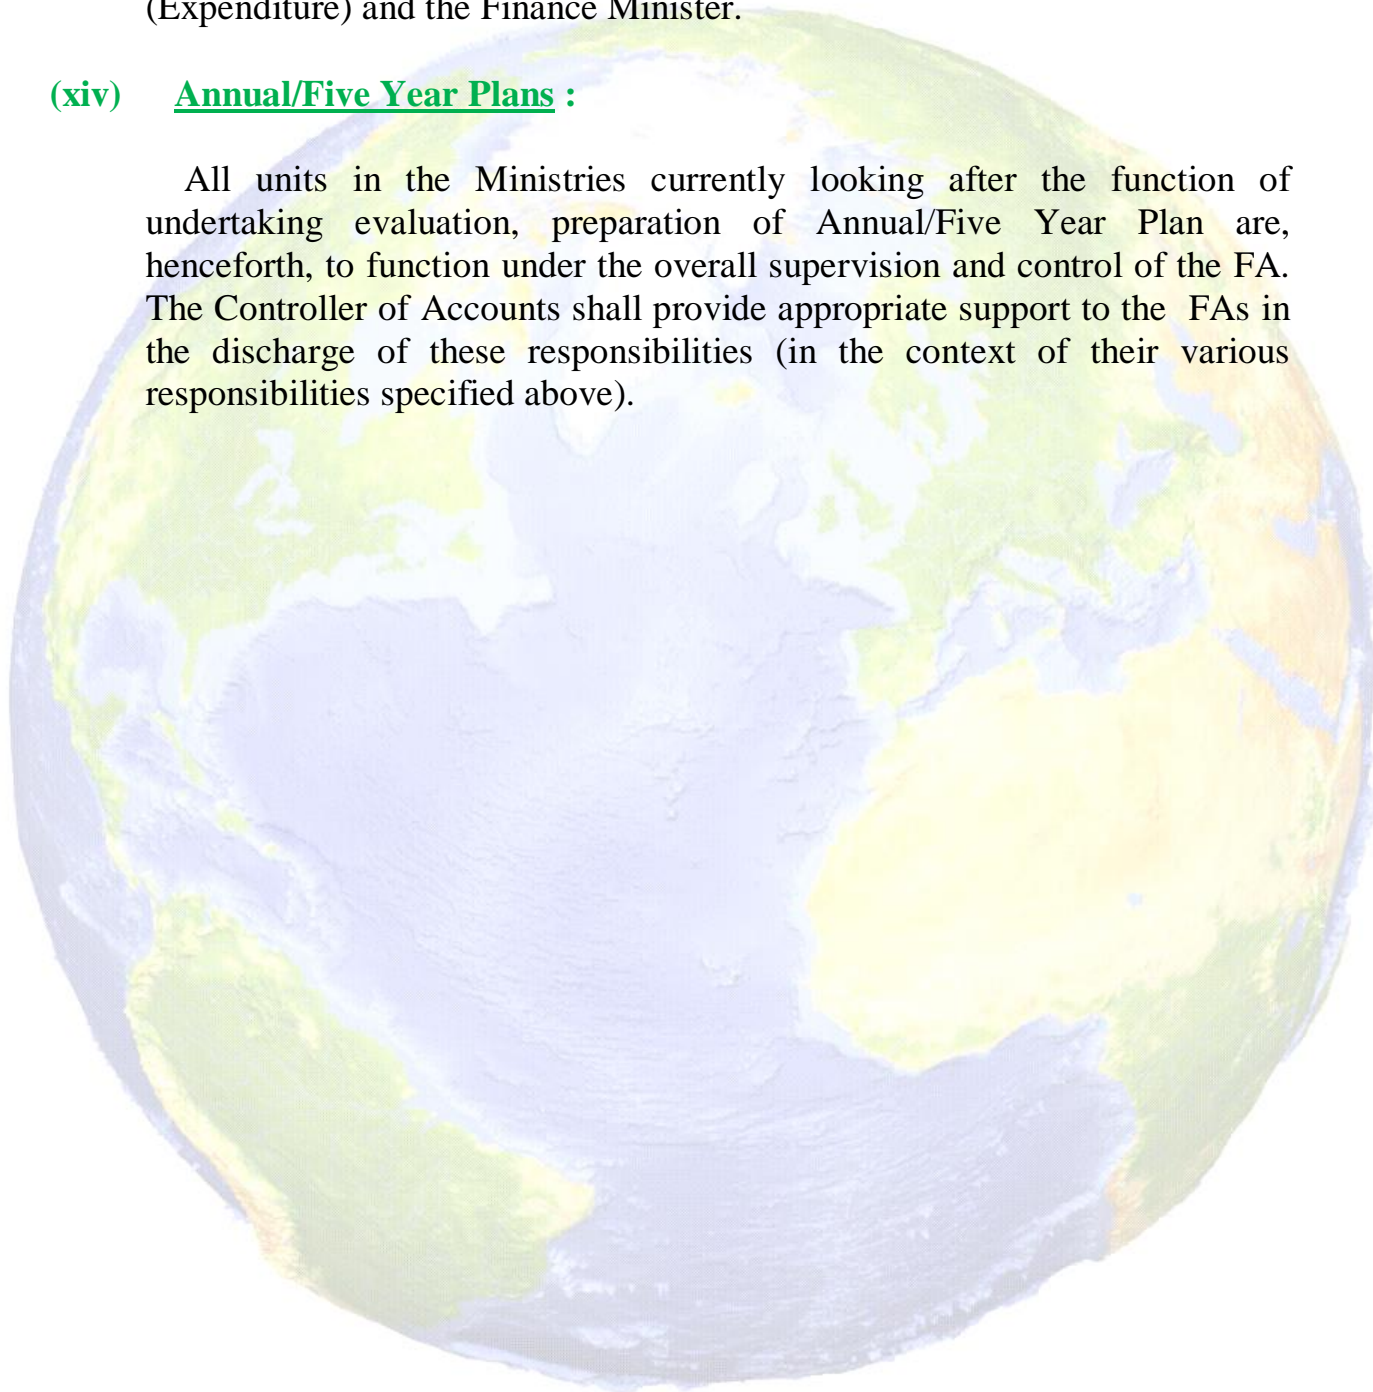 (Expenditure) and the Finance Minister.
(xiv) Annual/Five Year Plans :
All units in the Ministries currently looking after the function of
undertaking evaluation, preparation of Annual/Five Year Plan are,
henceforth, to function under the overall supervision and control of the FA.
The Controller of Accounts shall provide appropriate support to the FAs in
the discharge of these responsibilities (in the context of their various
responsibilities specified above).